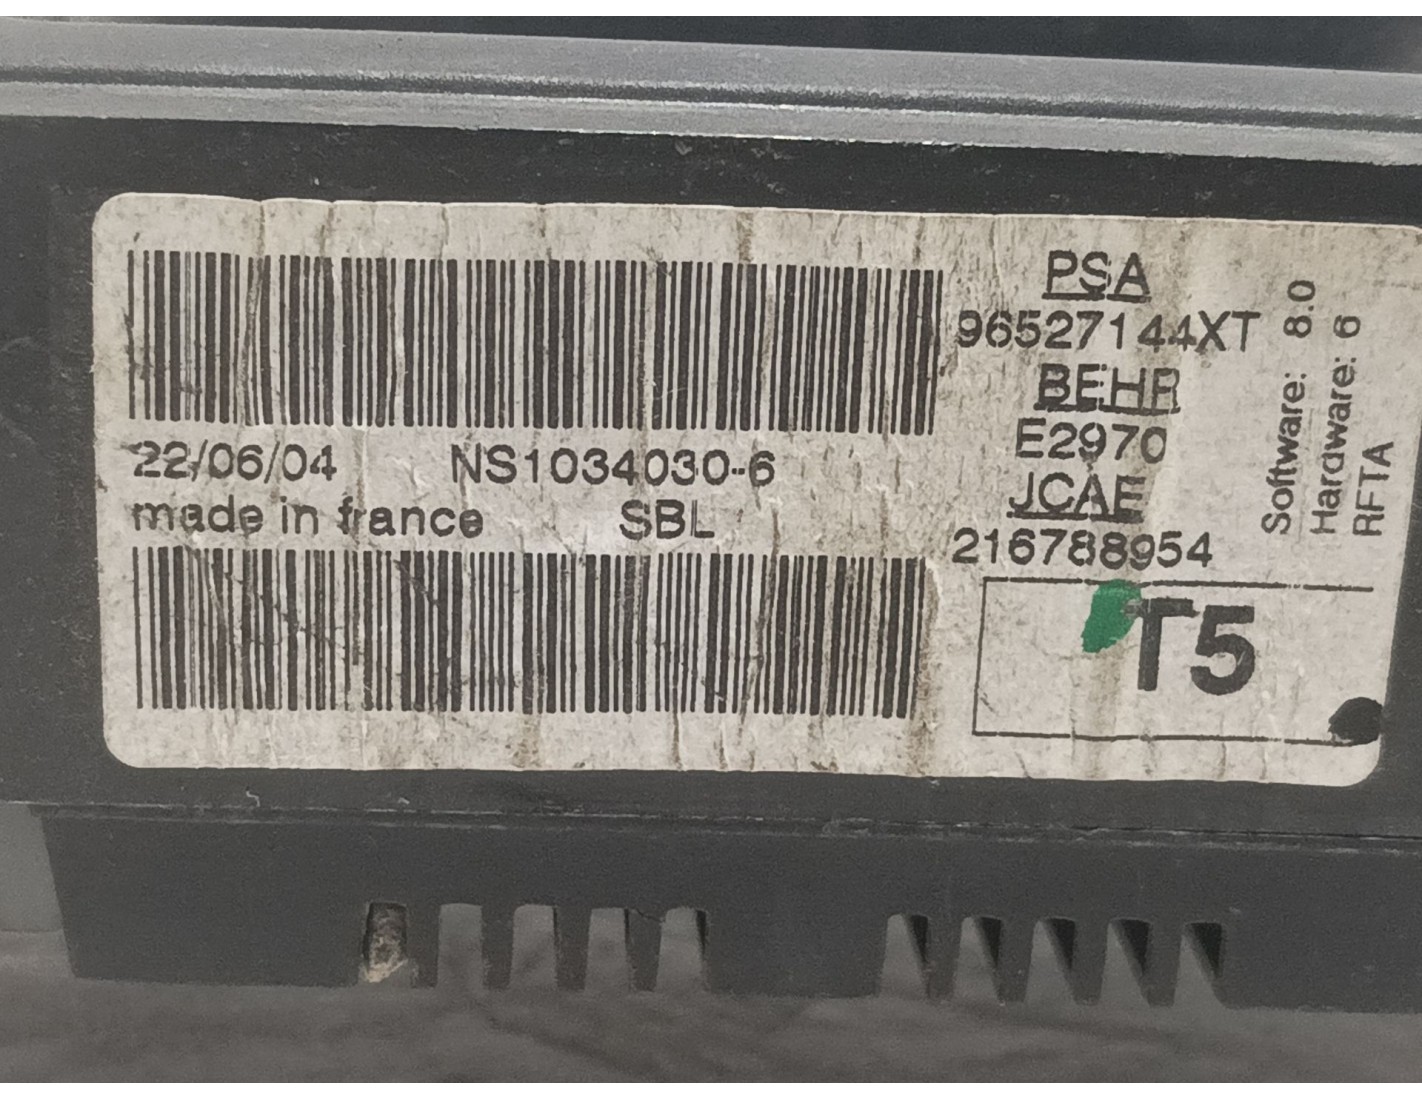 PSA
96527144XT
BEHR
E2970
JCAE
216788954
22/06/04 NS1034030-6
made in france SBL
T5
Software: 8.0
Hardware: 6
RFTA